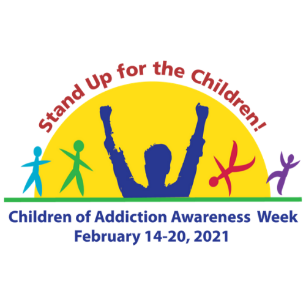 Stand Up for the Children!
Children of Addiction Awareness Week
February 14-20, 2021